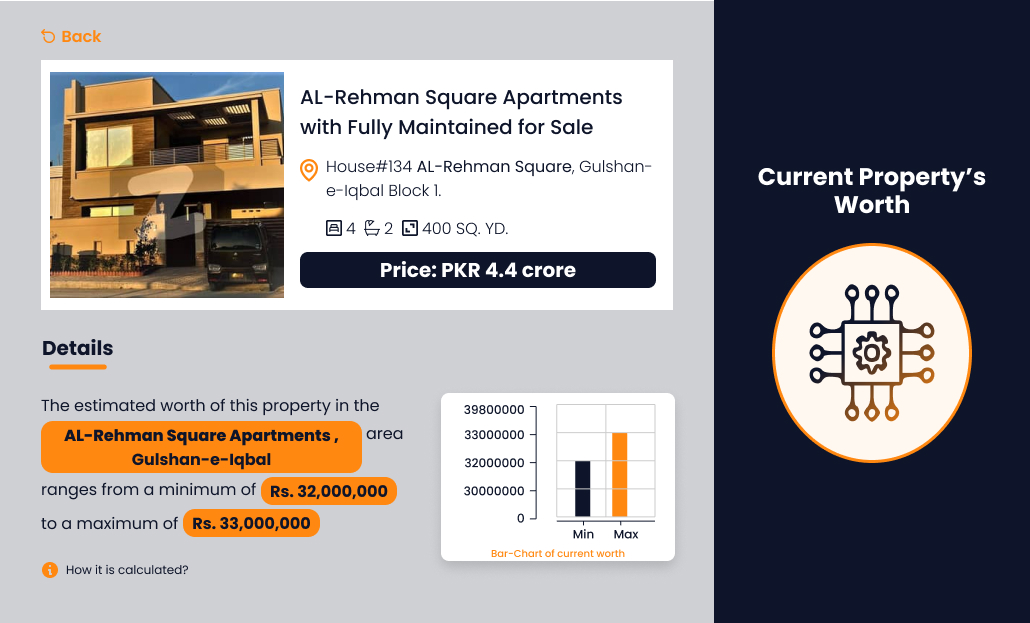 Back
AL-Rehman Square Apartments
with Fully Maintained for Sale
House#134 AL-Rehman Square, Gulshan-
e-Iqbal Block 1.
4 2 400 SQ. YD.
Price: PKR 4.4 crore
Details
The estimated worth of this property in the
AL-Rehman Square Apartments , area
Gulshan-e-Iqbal
ranges from a minimum of Rs. 32,000,000
to a maximum of Rs. 33,000,000
How it is calculated?
39800000
33000000
32000000
30000000
0
Min Max
Bar-Chart of current worth
Current Property’s
Worth